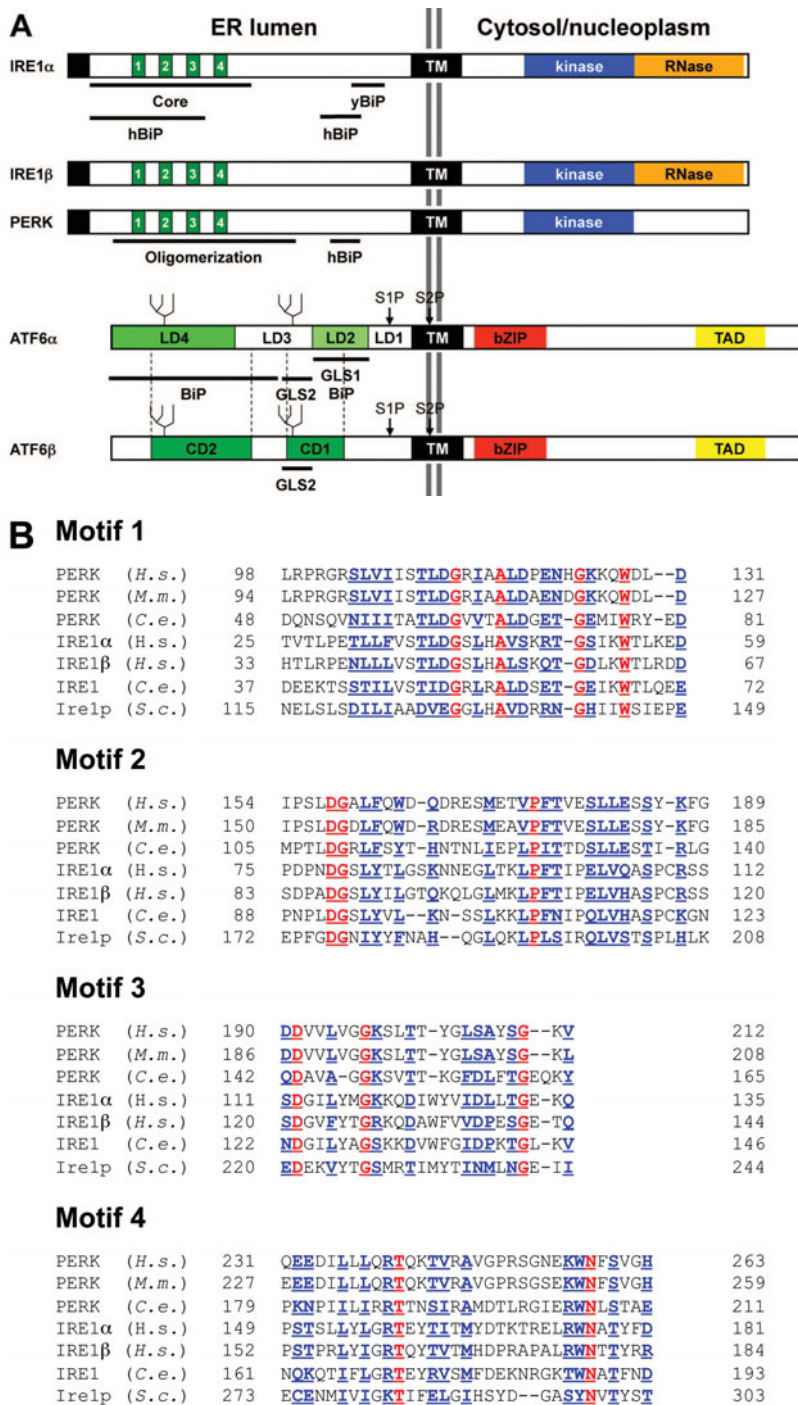 A
ER lumen Cytosol/nucleoplasm
IRE1α 1 2 3 4 TM kinase RNase
Core yBiP
hBiP hBiP
IRE1β 1 2 3 4 TM kinase RNase
PERK 1 2 3 4 TM kinase
Oligomerization hBiP
S1P S2P
ATF6α LD4 LD3 LD2 LD1 TM bZIP TAD
BiP GLS2 GLS1
BiP
S1P S2P
ATF6β CD2 CD1 TM bZIP TAD
GLS2
B Motif 1
PERK (H.s.) 98 LRPRGRSLVIISTLDGRIAALDPENHGKKQWDL--D 131
PERK (M.m.) 94 LRPRGRSLVIISTLDGRIAALDAENDGKKQWDL--D 127
PERK (C.e.) 48 DQNSQVNIIITATLDGVVTALDGET-GEMIWRY-ED 81
IRE1α (H.s.) 25 TVTLPETLLFVSTLDGSLHAVSKRT-GSIKWTLKED 59
IRE1β (H.s.) 33 HTLRPENLLLVSTLDGSLHALSKQT-GDLKWTLRDD 67
IRE1 (C.e.) 37 DEEKTSSTILVSTIDGRLRALDSET-GEIKWTLQEE 72
Ire1p (S.c.) 115 NELSLSDILIAADVEGGLHAVDRRN-GHIIWSIEPE 149
Motif 2
PERK (H.s.) 154 IPSLDGALFQWD-QDRESMETVPFTVESLLESSY-KFG 189
PERK (M.m.) 150 IPSLDGDLFQWD-RDRESMEAVPFTVESLLESSY-KFG 185
PERK (C.e.) 105 MPTLDGRLFSYT-HNTNLIEPLPITTDSLLESTI-RLG 140
IRE1α (H.s.) 75 PDPNDGSLYTLGSKNNEGLTKLPFTIPELVQASPCRSS 112
IRE1β (H.s.) 83 SDPADGSLYILGTQKQLGLMKLPFTIPELVHASPCRSS 120
IRE1 (C.e.) 88 PNPLDGSLYVL--KN-SSLKKLPFNIPQLVHASPCKGN 123
Ire1p (S.c.) 172 EPFGDGNIYYFNAH--QGLQKLPLSIRQLVSTSPLHLK 208
Motif 3
PERK (H.s.) 190 DDVVLVGGKSLTT-YGLSAYSG--KV 212
PERK (M.m.) 186 DDVVLVGGKSLTT-YGLSAYSG--KL 208
PERK (C.e.) 142 QDAVA-GGKSVTT-KGFDLFTGEQKY 165
IRE1α (H.s.) 111 SDGILYMGKKQDIWYVIDLLTGE-KQ 135
IRE1β (H.s.) 120 SDGVFYTGRKQDAWFVVDPESGE-TQ 144
IRE1 (C.e.) 122 NDGILYAGSKKDVWFGIDPKTGL-KV 146
Ire1p (S.c.) 220 EDEKVYTGSMRTIMYTINMLNGE-II 244
Motif 4
PERK (H.s.) 231 QEEDILLLQRTQKTVRAVGPRSGNEKWNFSVGH 263
PERK (M.m.) 227 EEEDILLLQRTQKTVRAVGPRSGSEKWNFSVGH 259
PERK (C.e.) 179 PKNPIILIRRTTNSIRAMDTLRGIERWNLSTAE 211
IRE1α (H.s.) 149 PSTSLLYLGRTEYTITMYDTKTRELRWNATYFD 181
IRE1β (H.s.) 152 PSTPRLYIGRTQYTVTMHDPRAPALRWNTTYRR 184
IRE1 (C.e.) 161 NQKQTIFLGRTEYRVSMFDEKNRGKTWNATFND 193
Ire1p (S.c.) 273 ECENMIVIGKTIFELGIHSYD--GASYNVTYST 303